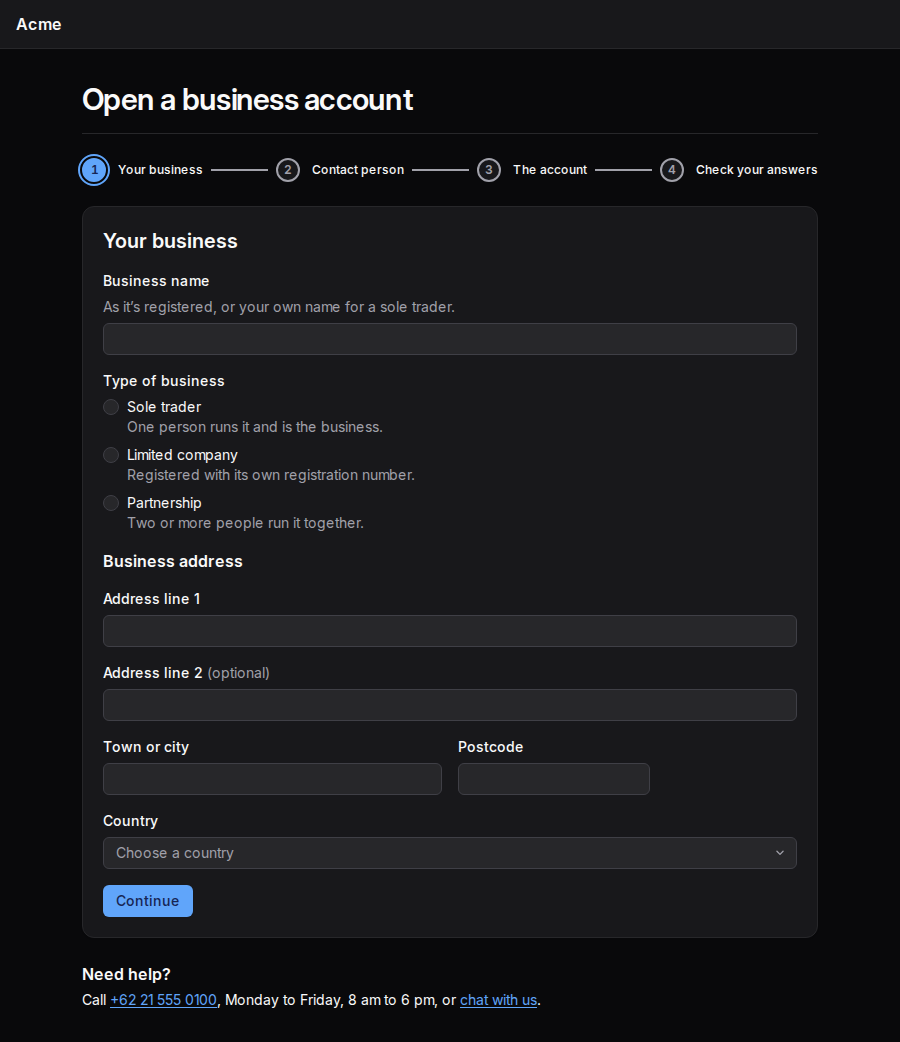 Acme
Open a business account
1 Your business 2 Contact person 3 The account 4 Check your answers
Your business
Business name
As it’s registered, or your own name for a sole trader.
Type of business
Sole trader
One person runs it and is the business.
Limited company
Registered with its own registration number.
Partnership
Two or more people run it together.
Business address
Address line 1
Address line 2 (optional)
Town or city Postcode
Country
Choose a country
Continue
Need help?
Call +62 21 555 0100, Monday to Friday, 8 am to 6 pm, or chat with us.